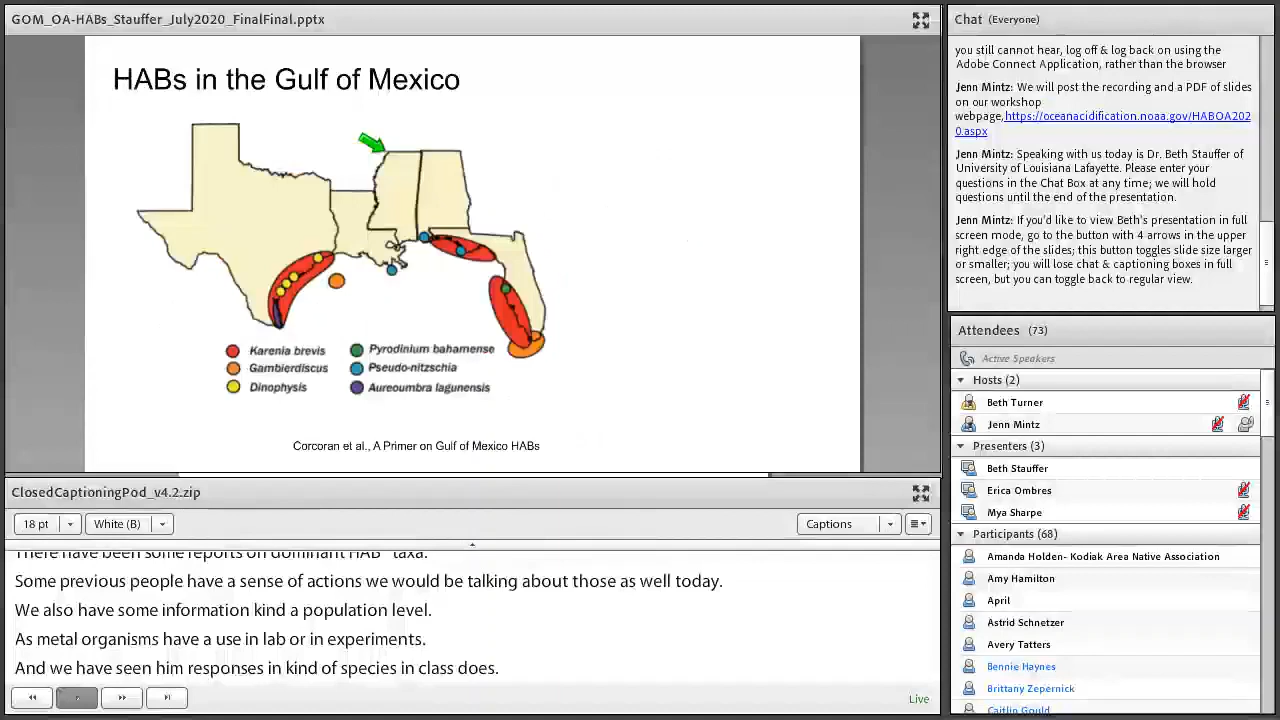 GOM_OA-HABs_Stauffer_July2020_FinalFinal.pptx
HABs in the Gulf of Mexico
Karenia brevis
Gambierdiscus
Dinophysis
Pyrodinium bahamense
Pseudo-nitzschia
Aureoumbra lagunensis
Corcoran et al., A Primer on Gulf of Mexico HABs
ClosedCaptioningPod_v4.2.zip
18 pt
White (B)
Captions
There have been some reports on dominant HAB taxa.
Some previous people have a sense of actions we would be talking about those as well today.
We also have some information kind a population level.
As metal organisms have a use in lab or in experiments.
And we have seen him responses in kind of species in class does.
Live
Chat (Everyone)
you still cannot hear, log off & log back on using the
Adobe Connect Application, rather than the browser
Jenn Mintz: We will post the recording and a PDF of slides
on our workshop
webpage,https://oceanacidification.noaa.gov/HABOA202
0.aspx
Jenn Mintz: Speaking with us today is Dr. Beth Stauffer of
University of Louisiana Lafayette. Please enter your
questions in the Chat Box at any time; we will hold
questions until the end of the presentation.
Jenn Mintz: If you'd like to view Beth's presentation in full
screen mode, go to the button with 4 arrows in the upper
right edge of the slides; this button toggles slide size larger
or smaller; you will lose chat & captioning boxes in full
screen, but you can toggle back to regular view.
Attendees (73)
Active Speakers
Hosts (2)
Beth Turner
Jenn Mintz
Presenters (3)
Beth Stauffer
Erica Ombres
Mya Sharpe
Participants (68)
Amanda Holden- Kodiak Area Native Association
Amy Hamilton
April
Astrid Schnetzer
Avery Tatters
Bennie Haynes
Brittany Zepernick
Caitlin Gould